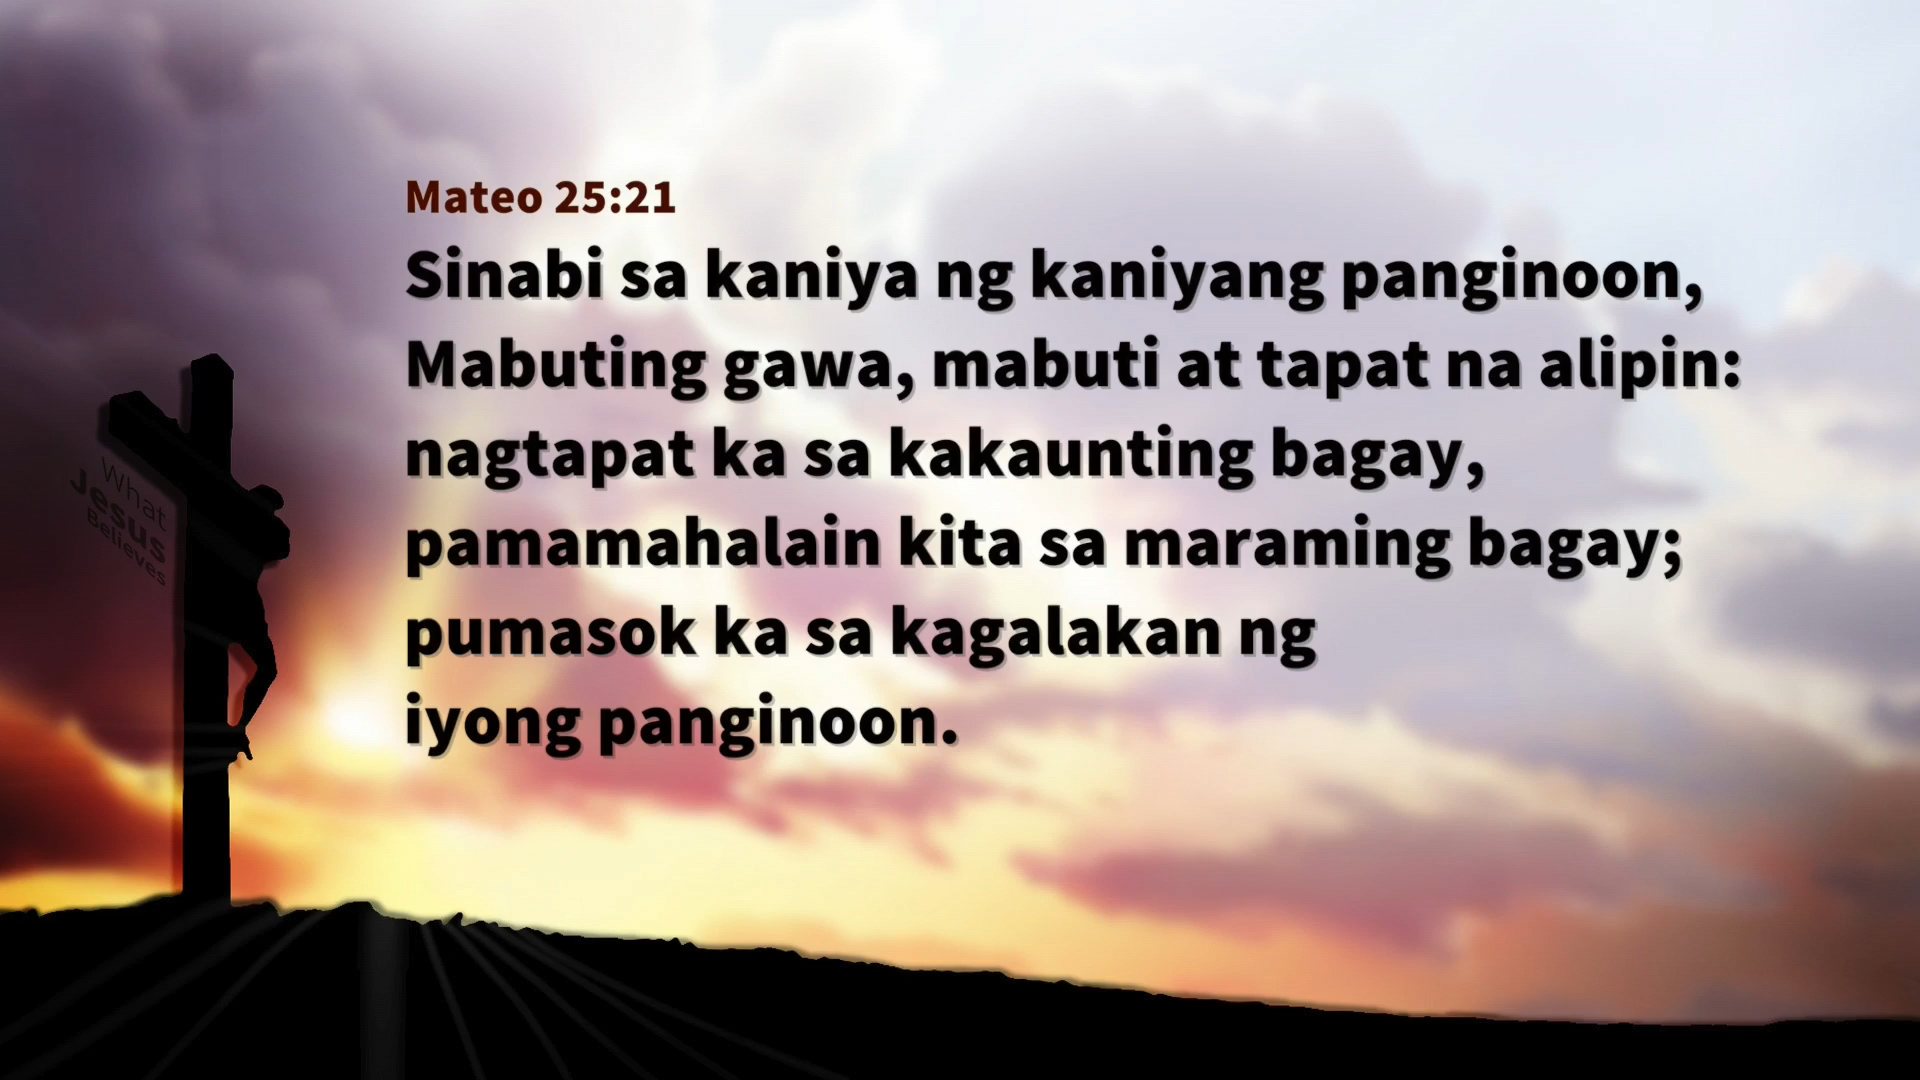 Mateo 25:21
Sinabi sa kaniya ng kaniyang panginoon,
Mabuting gawa, mabuti at tapat na alipin:
nagtapat ka sa kakaunting bagay,
pamamahalain kita sa maraming bagay;
pumasok ka sa kagalakan ng
iyong panginoon.
What
Jesus
Believes